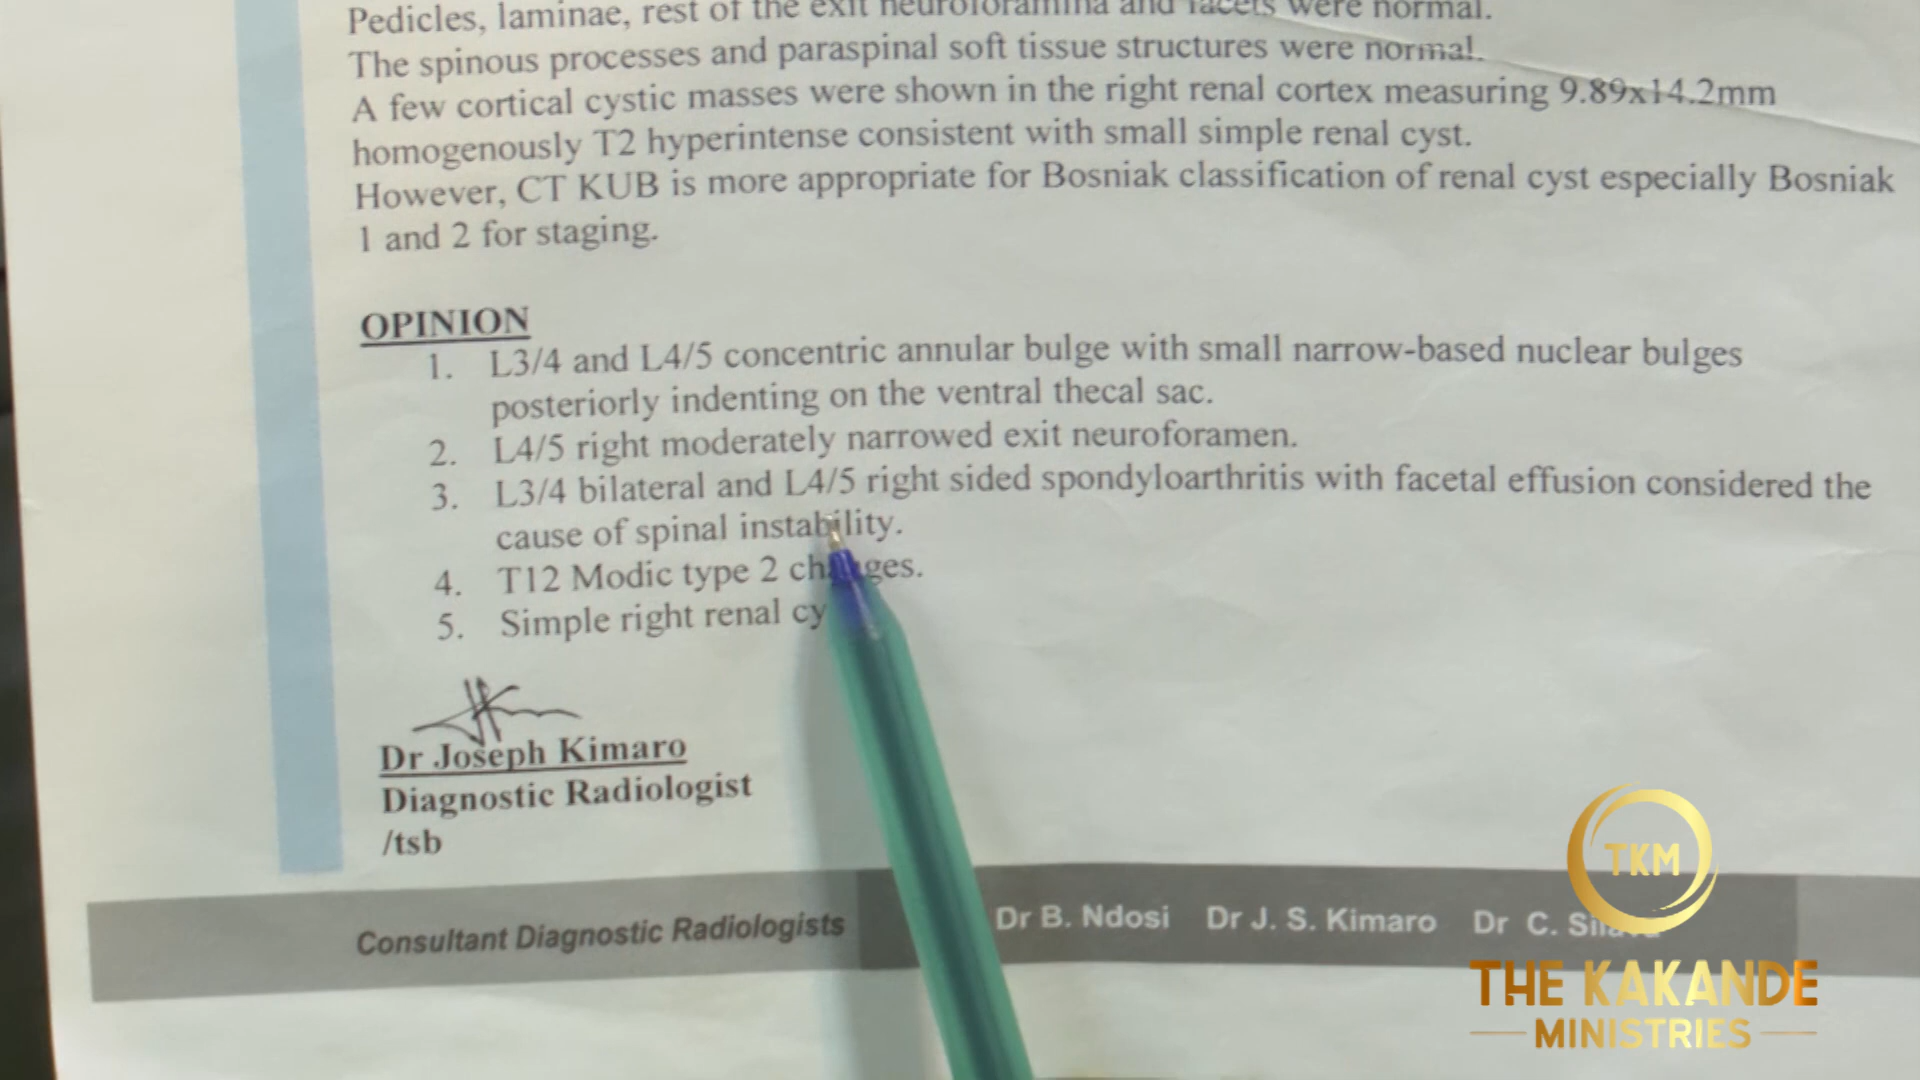 Pedicles, laminae, rest of the exit neuroforamina and facets were normal.
The spinous processes and paraspinal soft tissue structures were normal.
A few cortical cystic masses were shown in the right renal cortex measuring 9.89x14.2mm
homogenously T2 hyperintense consistent with small simple renal cyst.
However, CT KUB is more appropriate for Bosniak classification of renal cyst especially Bosniak
1 and 2 for staging.
OPINION
1. L3/4 and L4/5 concentric annular bulge with small narrow-based nuclear bulges
posteriorly indenting on the ventral thecal sac.
2. L4/5 right moderately narrowed exit neuroforamen.
3. L3/4 bilateral and L4/5 right sided spondyloarthritis with facetal effusion considered the
cause of spinal instability.
4. T12 Modic type 2 changes.
5. Simple right renal cy
Dr Joseph Kimaro
Diagnostic Radiologist
/tsb
Consultant Diagnostic Radiologists Dr B. Ndosi Dr J. S. Kimaro Dr C.
TKM
THE KAKANDE
MINISTRIES